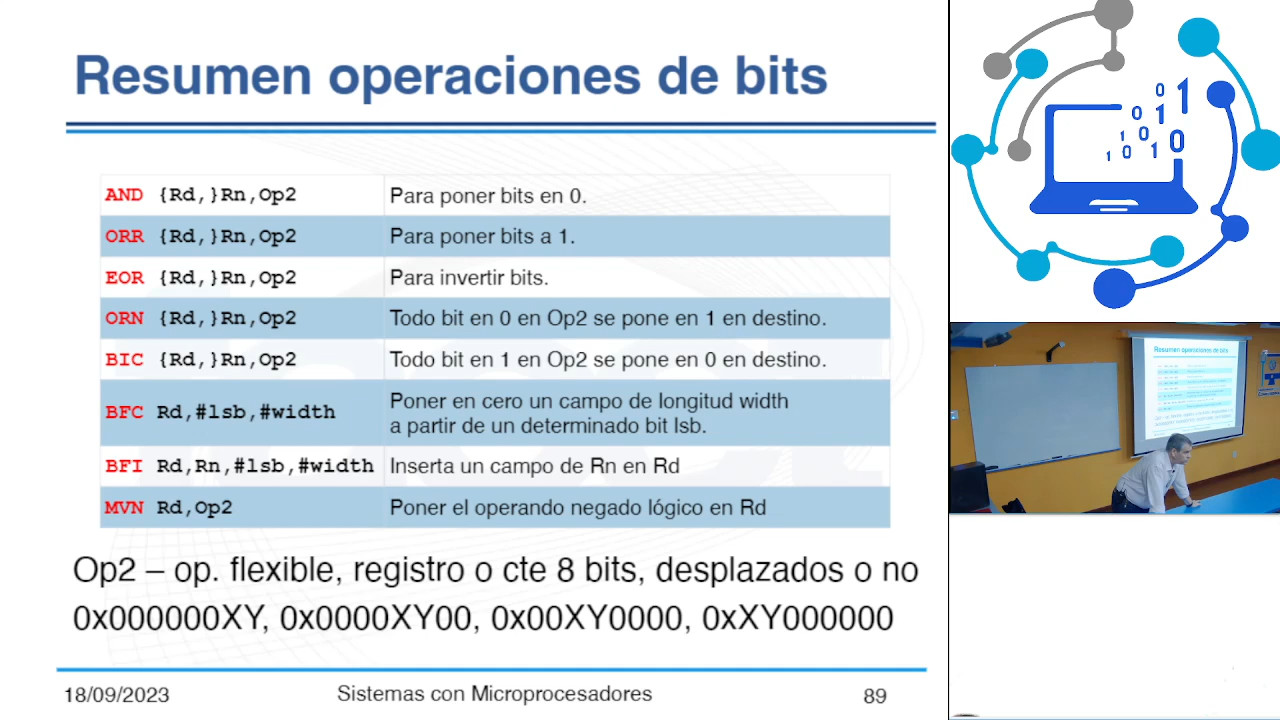 Resumen operaciones de bits
AND {Rd,}Rn,Op2 Para poner bits en 0.
ORR {Rd,}Rn,Op2 Para poner bits a 1.
EOR {Rd,}Rn,Op2 Para invertir bits.
ORN {Rd,}Rn,Op2 Todo bit en 0 en Op2 se pone en 1 en destino.
BIC {Rd,}Rn,Op2 Todo bit en 1 en Op2 se pone en 0 en destino.
BFC Rd,#lsb,#width Poner en cero un campo de longitud width
a partir de un determinado bit lsb.
BFI Rd,Rn,#lsb,#width Inserta un campo de Rn en Rd
MVN Rd,Op2 Poner el operando negado lógico en Rd
Op2 – op. flexible, registro o cte 8 bits, desplazados o no
0x000000XY, 0x0000XY00, 0x00XY0000, 0xXY000000
18/09/2023 Sistemas con Microprocesadores 89
0 1
0 1
1 0
1 0 1 0
Resumen operaciones de bits